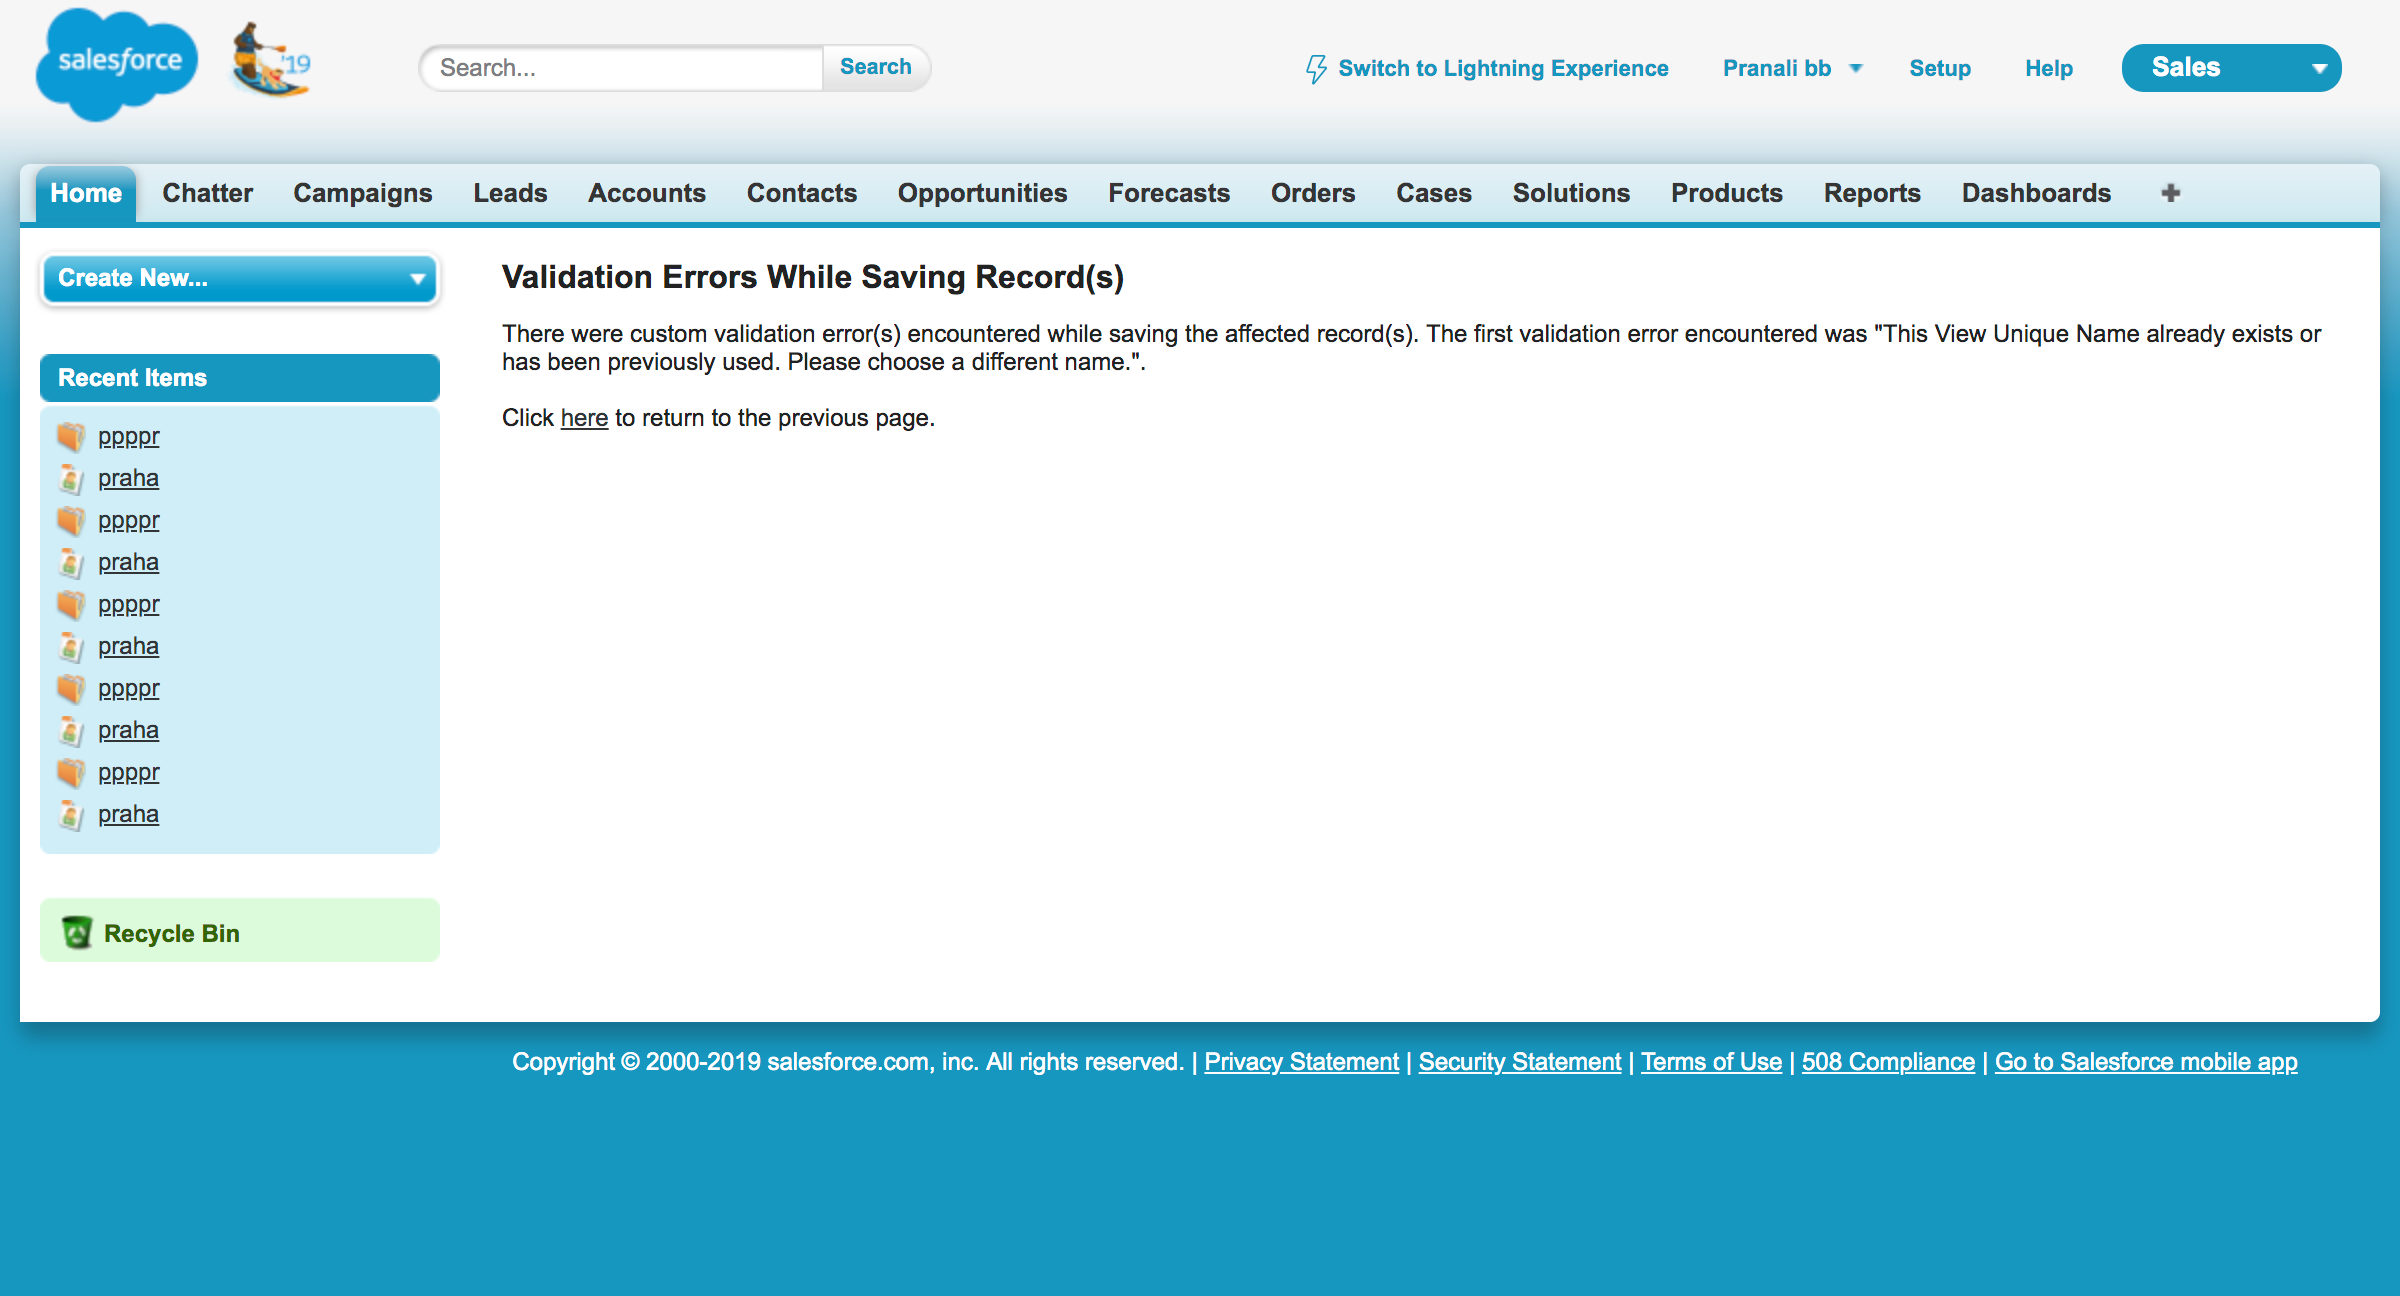 salesforce
'19
Search...
Search
Switch to Lightning Experience
Pranali bb
Setup
Help
Sales
Home Chatter Campaigns Leads Accounts Contacts Opportunities Forecasts Orders Cases Solutions Products Reports Dashboards +
Create New...
Recent Items
ppppr
praha
ppppr
praha
ppppr
praha
ppppr
praha
ppppr
praha
Recycle Bin
Validation Errors While Saving Record(s)
There were custom validation error(s) encountered while saving the affected record(s). The first validation error encountered was "This View Unique Name already exists or
has been previously used. Please choose a different name.".
Click here to return to the previous page.
Copyright © 2000-2019 salesforce.com, inc. All rights reserved. | Privacy Statement | Security Statement | Terms of Use | 508 Compliance | Go to Salesforce mobile app